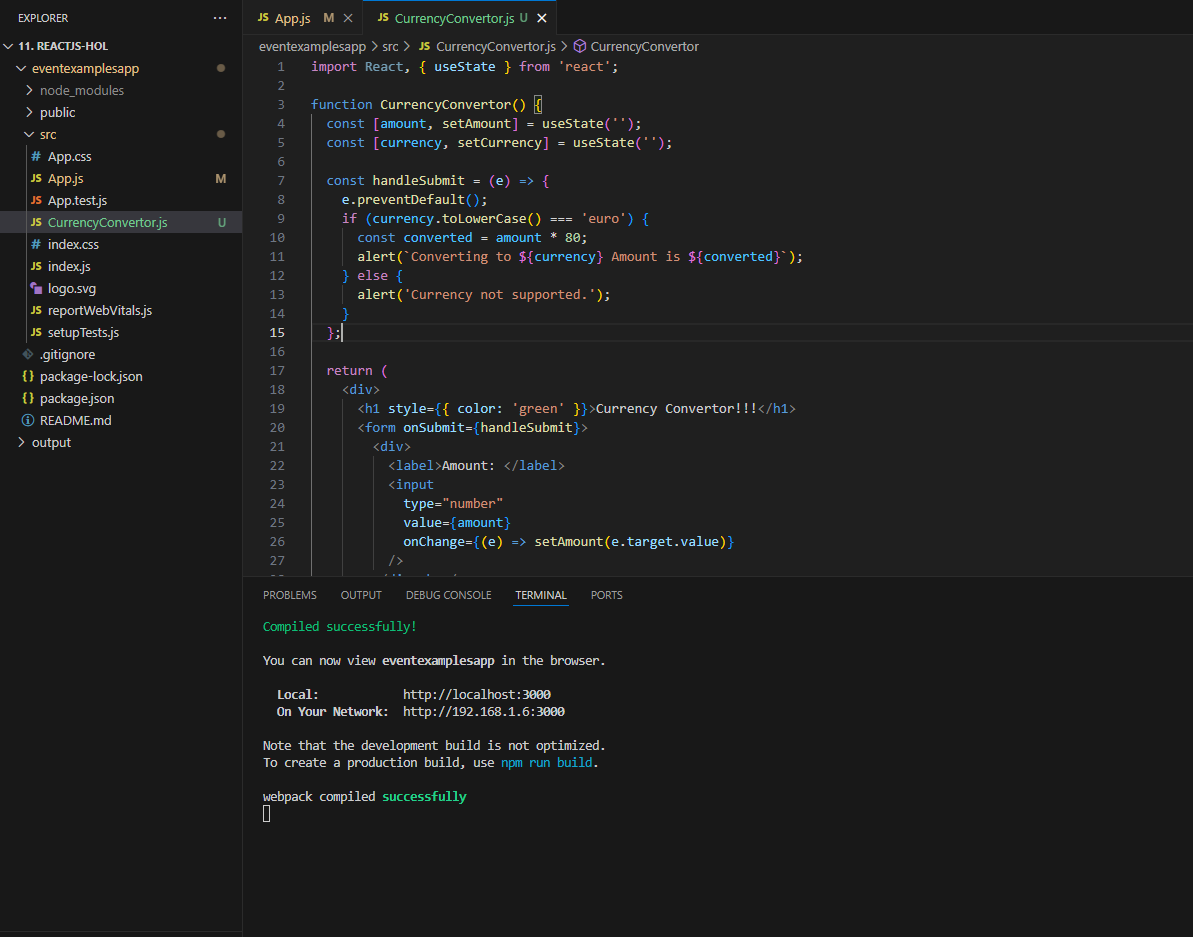 EXPLORER
···
11. REACTJS-HOL
eventexamplesapp
node_modules
public
src
# App.css
JS App.js M
JS App.test.js
JS CurrencyConvertor.js U
# index.css
JS index.js
logo.svg
JS reportWebVitals.js
JS setupTests.js
.gitignore
{} package-lock.json
{} package.json
README.md
output
JS App.js M
JS CurrencyConvertor.js U
eventexamplesapp > src > JS CurrencyConvertor.js > CurrencyConvertor
1 import React, { useState } from 'react';
2
3 function CurrencyConvertor() {
4 const [amount, setAmount] = useState('');
5 const [currency, setCurrency] = useState('');
6
7 const handleSubmit = (e) => {
8 e.preventDefault();
9 if (currency.toLowerCase() === 'euro') {
10 const converted = amount * 80;
11 alert(`Converting to ${currency} Amount is ${converted}`);
12 } else {
13 alert('Currency not supported.');
14 }
15 };
16
17 return (
18 <div>
19 <h1 style={{ color: 'green' }}>Currency Convertor!!!</h1>
20 <form onSubmit={handleSubmit}>
21 <div>
22 <label>Amount: </label>
23 <input
24 type="number"
25 value={amount}
26 onChange={(e) => setAmount(e.target.value)}
27 />
PROBLEMS OUTPUT DEBUG CONSOLE TERMINAL PORTS
Compiled successfully!
You can now view eventexamplesapp in the browser.
Local: http://localhost:3000
On Your Network: http://192.168.1.6:3000
Note that the development build is not optimized.
To create a production build, use npm run build.
webpack compiled successfully